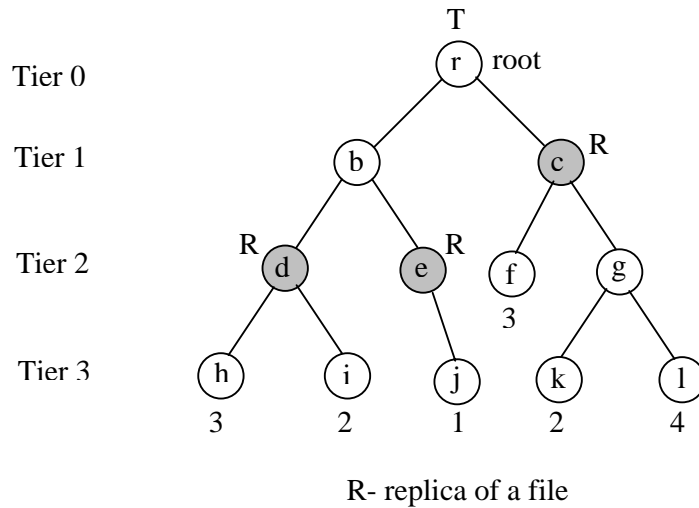 T
Tier 0
r root
Tier 1
b
c R
Tier 2
R d
e R
f
g
3
Tier 3
h
i
j
k
l
3
2
1
2
4
R- replica of a file